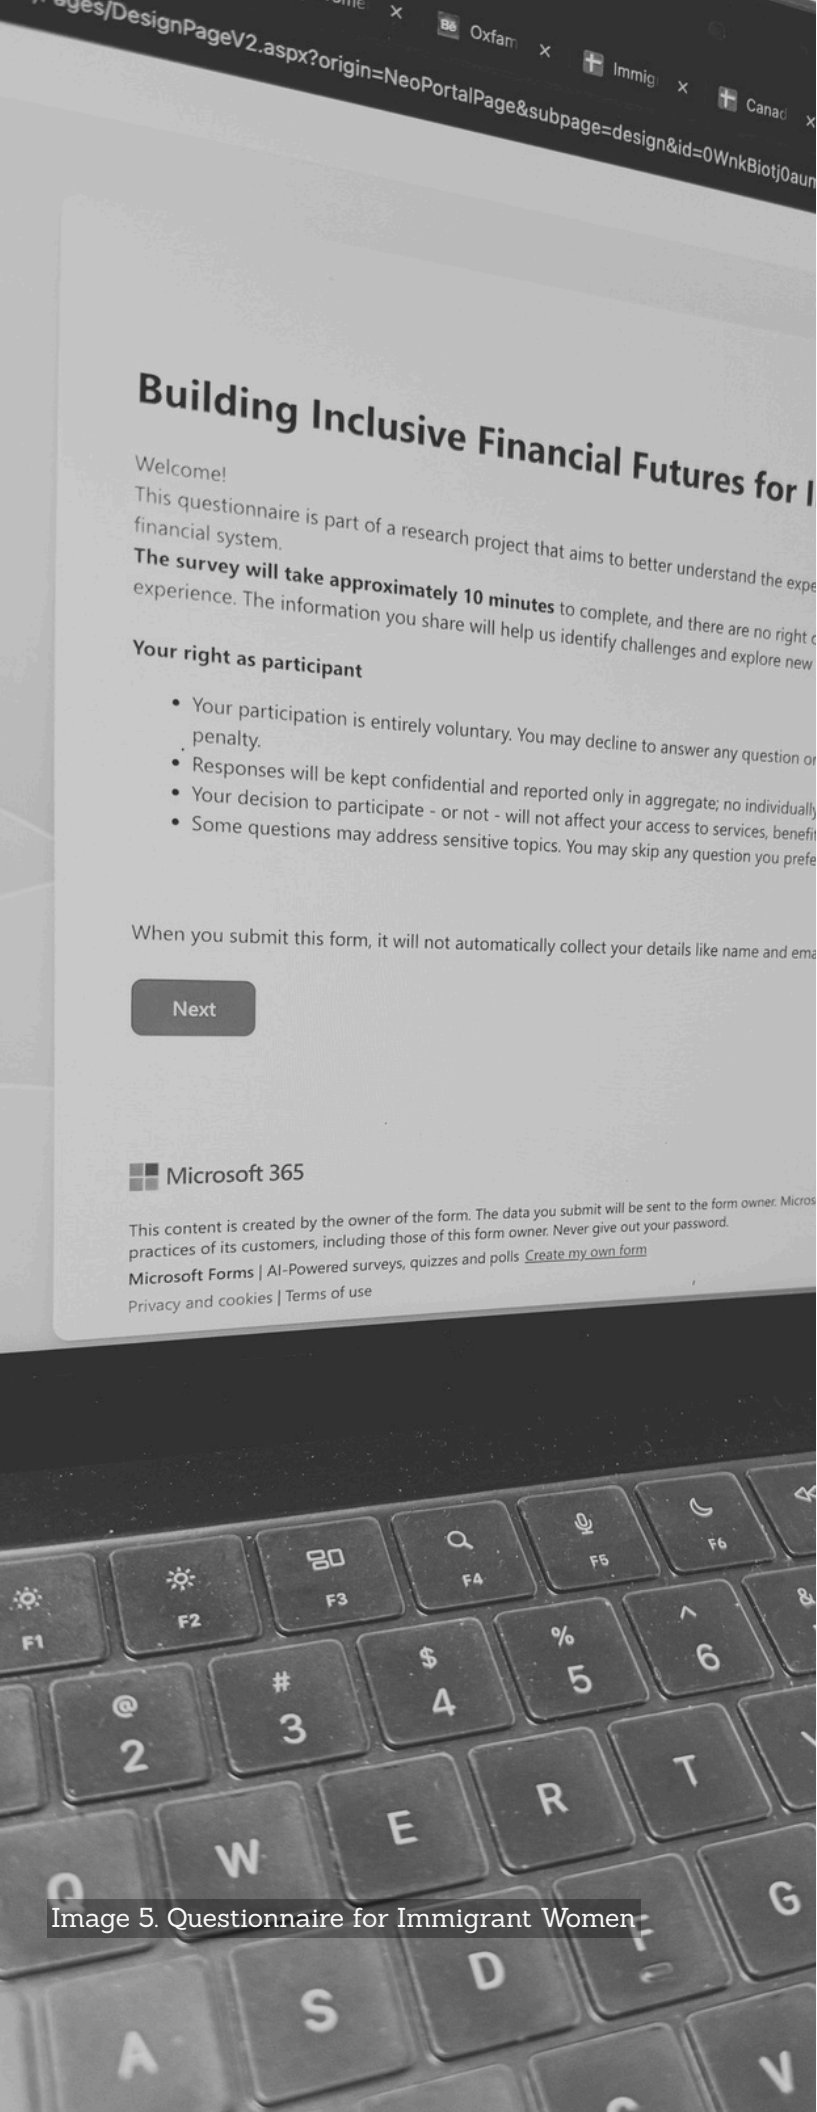 Oxfam
Immig
Canad
ages/DesignPageV2.aspx?origin=NeoPortalPage&subpage=design&id=0WnkBiotj0aun
Building Inclusive Financial Futures for I
Welcome!
This questionnaire is part of a research project that aims to better understand the expe
financial system.
The survey will take approximately 10 minutes to complete, and there are no right o
experience. The information you share will help us identify challenges and explore new
Your right as participant
• Your participation is entirely voluntary. You may decline to answer any question or
penalty.
• Responses will be kept confidential and reported only in aggregate; no individually
• Your decision to participate - or not - will not affect your access to services, benefit
• Some questions may address sensitive topics. You may skip any question you prefe
When you submit this form, it will not automatically collect your details like name and ema
Next
Microsoft 365
This content is created by the owner of the form. The data you submit will be sent to the form owner. Micros
practices of its customers, including those of this form owner. Never give out your password.
Microsoft Forms | AI-Powered surveys, quizzes and polls Create my own form
Privacy and cookies | Terms of use
F1 F2 F3 F4 F5 F6
@ # $ % ^ &
2 3 4 5 6
Q W E R T
Image 5. Questionnaire for Immigrant Women
A S D F G
V